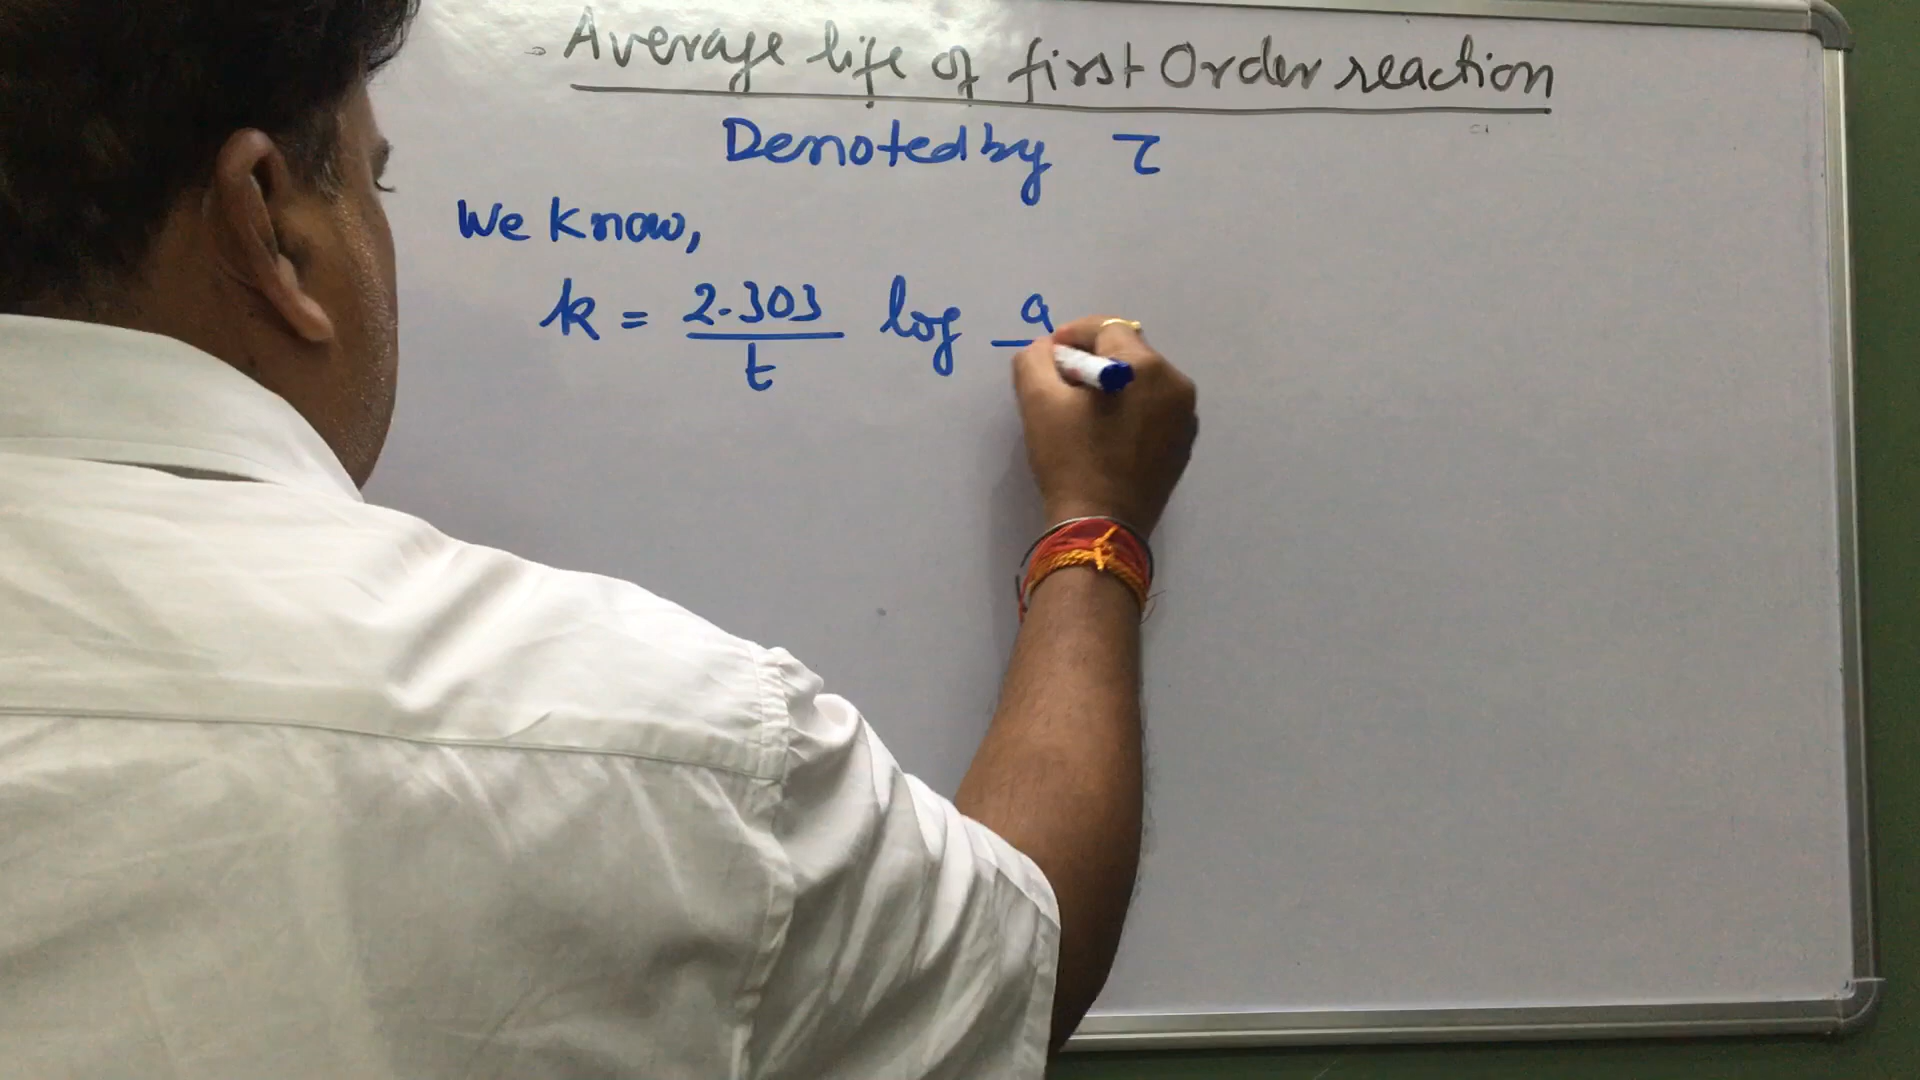 Average life of first Order reaction
Denoted by τ
We know,
k = 2.303/t log a/